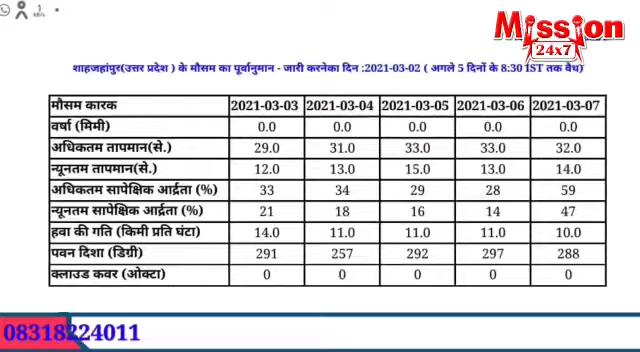 1
KB/s
Mission
24x7
शाहजहांपुर(उत्तर प्रदेश ) के मौसम का पूर्वानुमान - जारी करनेका दिन :2021-03-02 ( अगले 5 दिनों के 8:30 IST तक वैध)
मौसम कारक 2021-03-03 2021-03-04 2021-03-05 2021-03-06 2021-03-07
वर्षा (मिमी) 0.0 0.0 0.0 0.0 0.0
अधिकतम तापमान(से.) 29.0 31.0 33.0 33.0 32.0
न्यूनतम तापमान(से.) 12.0 13.0 15.0 13.0 14.0
अधिकतम सापेक्षिक आर्द्रता (%) 33 34 29 28 59
न्यूनतम सापेक्षिक आर्द्रता (%) 21 18 16 14 47
हवा की गति (किमी प्रति घंटा) 14.0 11.0 11.0 11.0 10.0
पवन दिशा (डिग्री) 291 257 292 297 288
क्लाउड कवर (ओक्टा) 0 0 0 0 0
08318224011